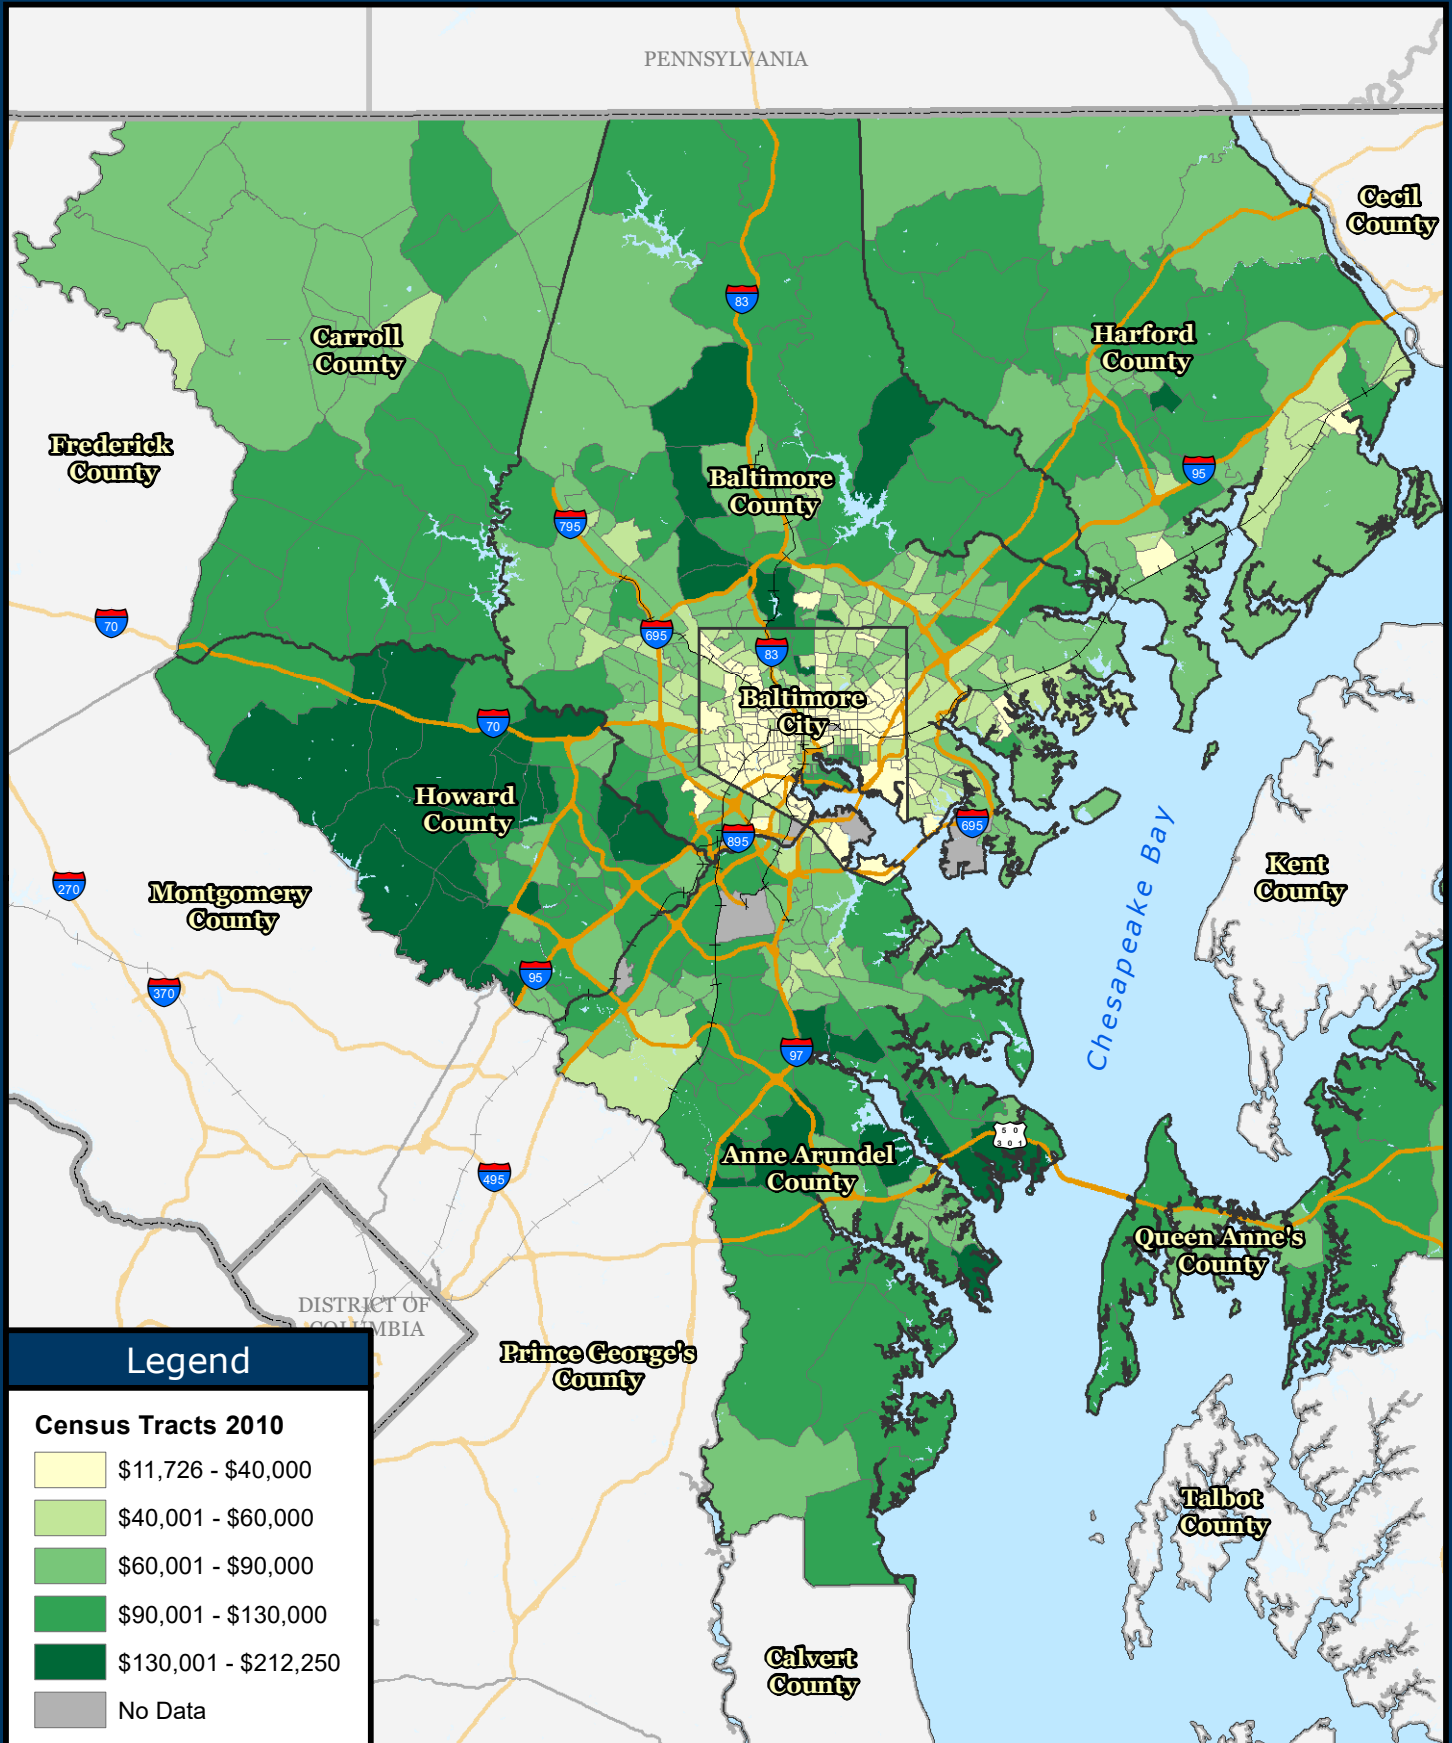 PENNSYLVANIA
Cecil
County
83
Carroll
County
Harford
County
Frederick
County
Baltimore
County
95
795
70
695
83
Baltimore
City
70
Howard
County
895
695
Chesapeake Bay
Kent
County
270
Montgomery
County
95
370
97
50
301
Anne Arundel
County
495
Queen Anne's
County
DISTRICT OF
COLUMBIA
Prince George's
County
Legend
Census Tracts 2010
$11,726 - $40,000
$40,001 - $60,000
$60,001 - $90,000
$90,001 - $130,000
$130,001 - $212,250
No Data
Talbot
County
Calvert
County